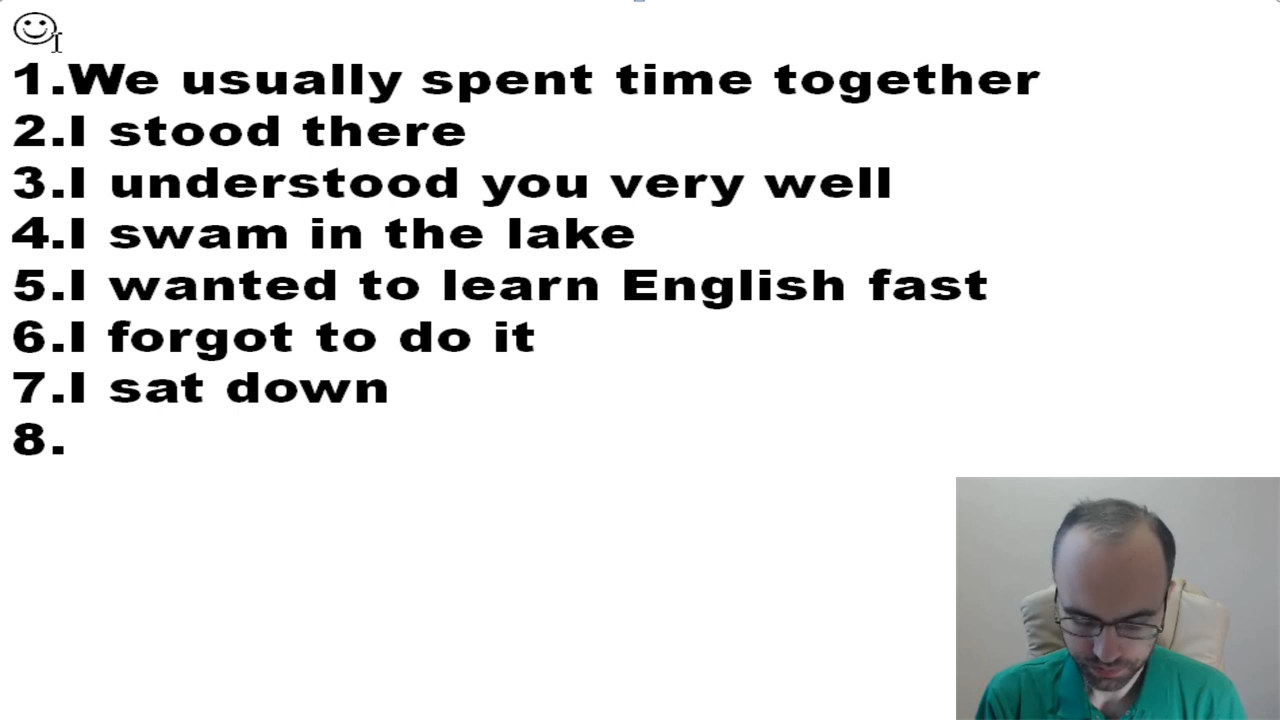 1.We usually spent time together
2.I stood there
3.I understood you very well
4.I swam in the lake
5.I wanted to learn English fast
6.I forgot to do it
7.I sat down
8.